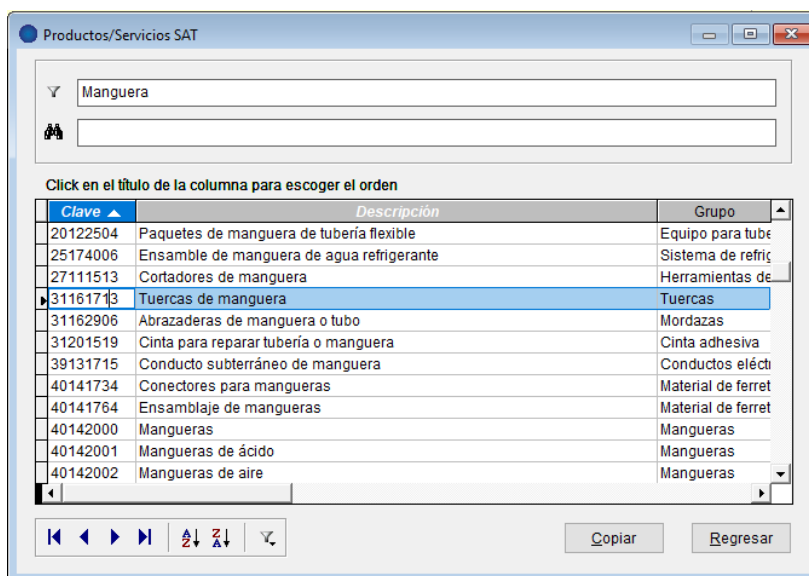 Productos/Servicios SAT
Manguera
Click en el título de la columna para escoger el orden
Clave Descripción Grupo
20122504 Paquetes de manguera de tubería flexible Equipo para tube
25174006 Ensamble de manguera de agua refrigerante Sistema de refrig
27111513 Cortadores de manguera Herramientas de
31161713 Tuercas de manguera Tuercas
31162906 Abrazaderas de manguera o tubo Mordazas
31201519 Cinta para reparar tubería o manguera Cinta adhesiva
39131715 Conducto subterráneo de manguera Conductos eléctr
40141734 Conectores para mangueras Material de ferret
40141764 Ensamblaje de mangueras Material de ferret
40142000 Mangueras Mangueras
40142001 Mangueras de ácido Mangueras
40142002 Mangueras de aire Mangueras
Copiar Regresar